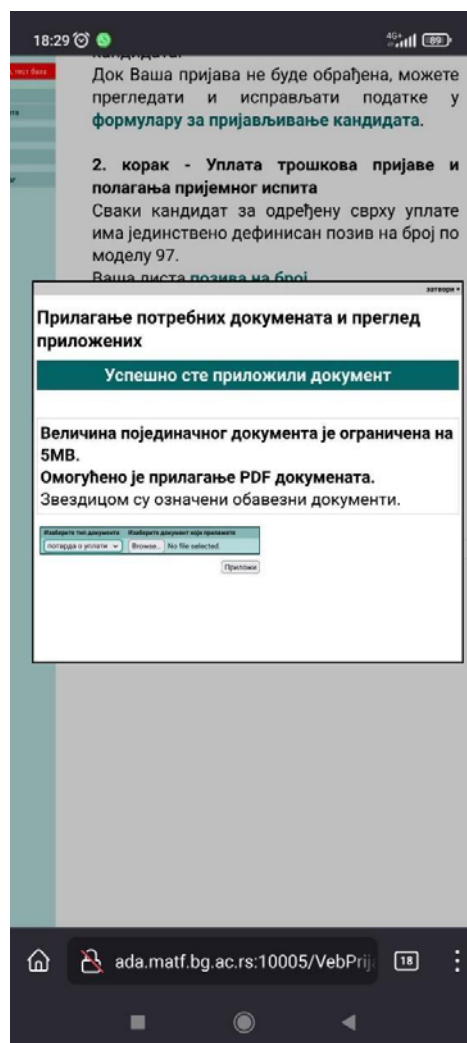 18:29
4G+
89
тест база
кандидата.
Док Ваша пријава не буде обрађена, можете
прегледати и исправљати податке у
формулару за пријављивање кандидата.
2. корак - Уплата трошкова пријаве и
полагања пријемног испита
Сваки кандидат за одређену сврху уплате
има јединствено дефинисан позив на број по
моделу 97.
Ваша листа позива на број
затвори
Прилагање потребних докумената и преглед
приложених
Успешно сте приложили документ
Величина појединачног документа је ограничена на
5MB.
Омогућено је прилагање PDF докумената.
Звездицом су означени обавезни документи.
Изаберите тип документа Изаберите документ који прилажете
потврда о уплати Browse... No file selected.
Приложи
ada.matf.bg.ac.rs:10005/VebPrij
18